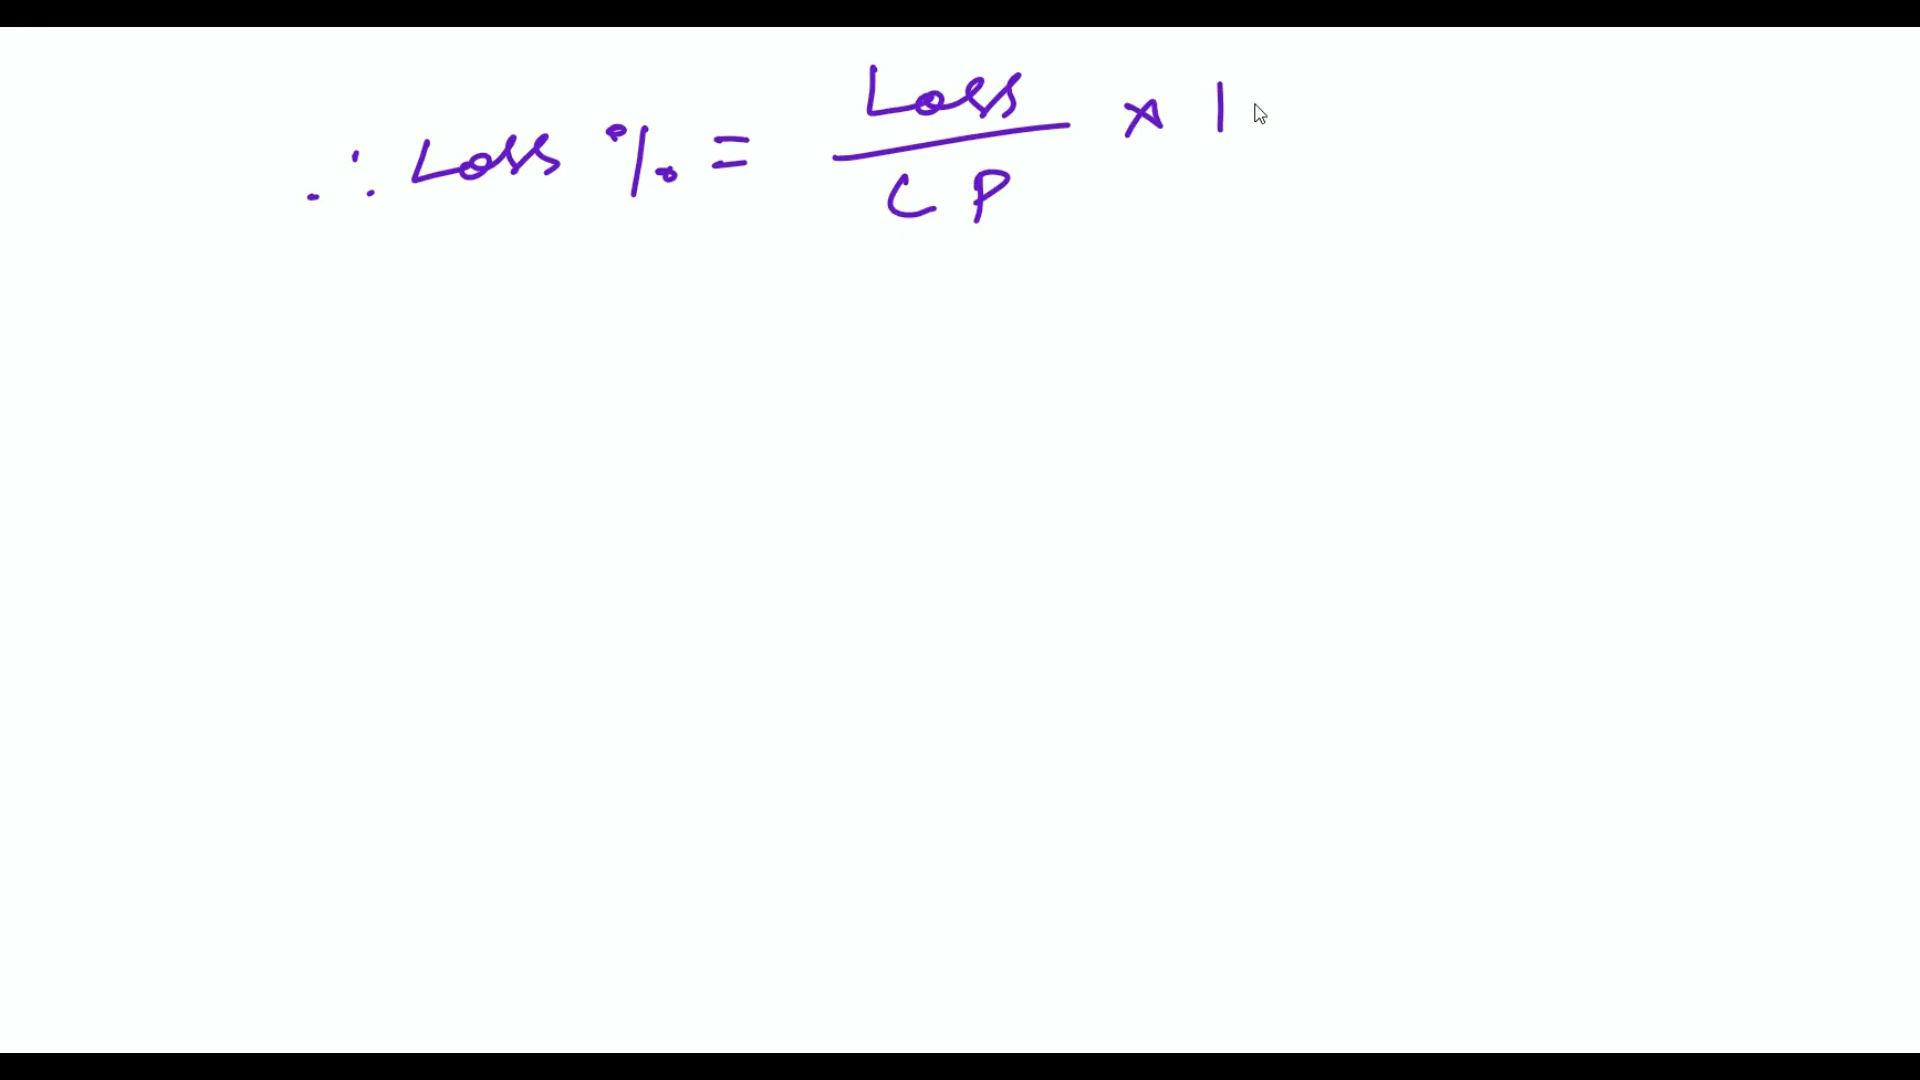 ∴ Loss % = Loss / CP × 1